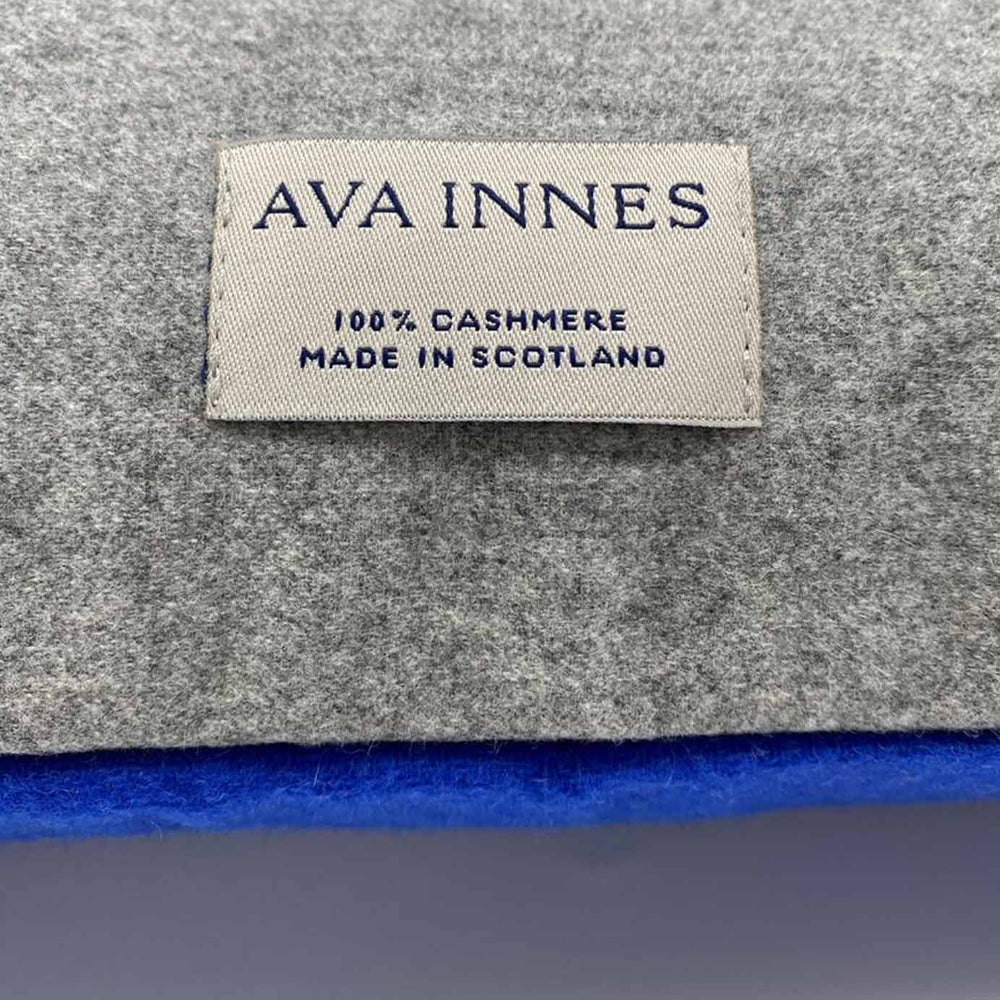 AVA INNES
100% CASHMERE
MADE IN SCOTLAND